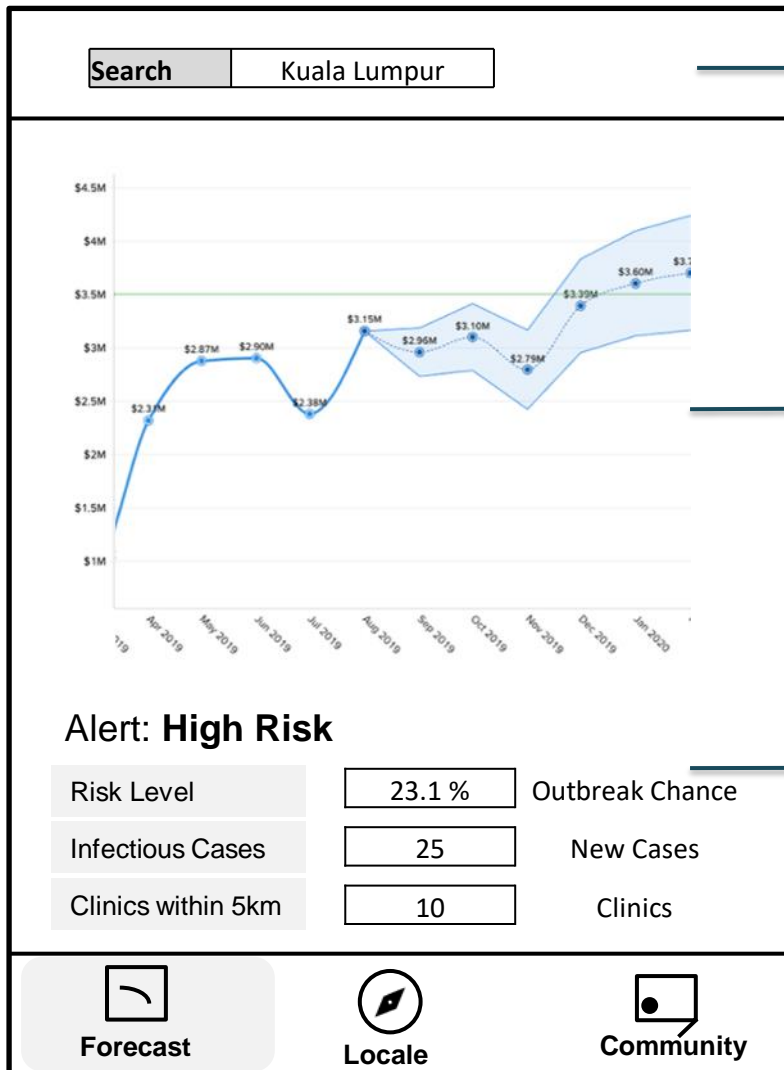 Search Kuala Lumpur
$4.5M
$4M
$3.5M
$3M
$2.5M
$2M
$1.5M
$1M
$2.87M
$2.90M
$2.38M
$3.15M
$2.96M
$3.10M
$2.79M
$3.39M
$3.60M
Apr 2019
May 2019
Jun 2019
Jul 2019
Aug 2019
Sep 2019
Oct 2019
Nov 2019
Dec 2019
Jan 2020
Alert: High Risk
Risk Level 23.1 % Outbreak Chance
Infectious Cases 25 New Cases
Clinics within 5km 10 Clinics
Forecast Locale Community